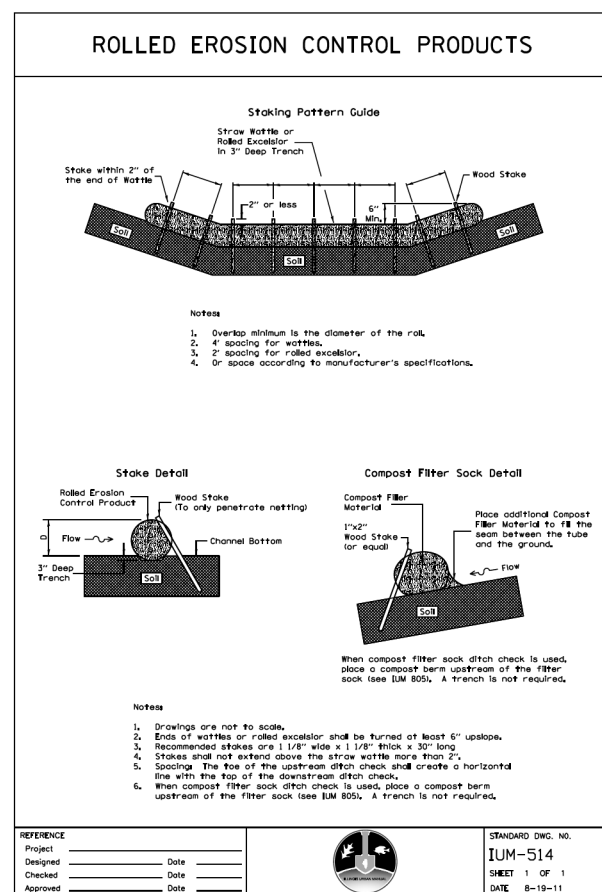 ROLLED EROSION CONTROL PRODUCTS
Staking Pattern Guide
Straw Wattle or
Rolled Excelsior
in 3" Deep Trench
Stake within 2" of
the end of Wattle
Wood Stake
2" or less
6"
Min.
Soil
Soil
Soil
Notes:
1. Overlap minimum is the diameter of the roll.
2. 4' spacing for wattles.
3. 2' spacing for rolled excelsior.
4. Or space according to manufacturer's specifications.
Stake Detail
Rolled Erosion
Control Product
Wood Stake
(To only penetrate netting)
D
Flow
Channel Bottom
3" Deep
Trench
Soil
Compost Filter Sock Detail
Compost Filler
Material
1"x2"
Wood Stake
(or equal)
Place additional Compost
Filler Material to fill the
seam between the tube
and the ground.
Flow
Soil
When compost filter sock ditch check is used,
place a compost berm upstream of the filter
sock (see IUM 805). A trench is not required.
Notes:
1. Drawings are not to scale.
2. Ends of wattles or rolled excelsior shall be turned at least 6" upslope.
3. Recommended stakes are 1 1/8" wide x 1 1/8" thick x 30" long
4. Stakes shall not extend above the straw wattle more than 2".
5. Spacing: The toe of the upstream ditch check shall create a horizontal
line with the top of the downstream ditch check.
6. When compost filter sock ditch check is used, place a compost berm
upstream of the filter sock (see IUM 805). A trench is not required.
REFERENCE
Project
Designed Date
Checked Date
Approved Date
ILLINOIS URBAN MANUAL
STANDARD DWG. NO.
IUM-514
SHEET 1 OF 1
DATE 8-19-11